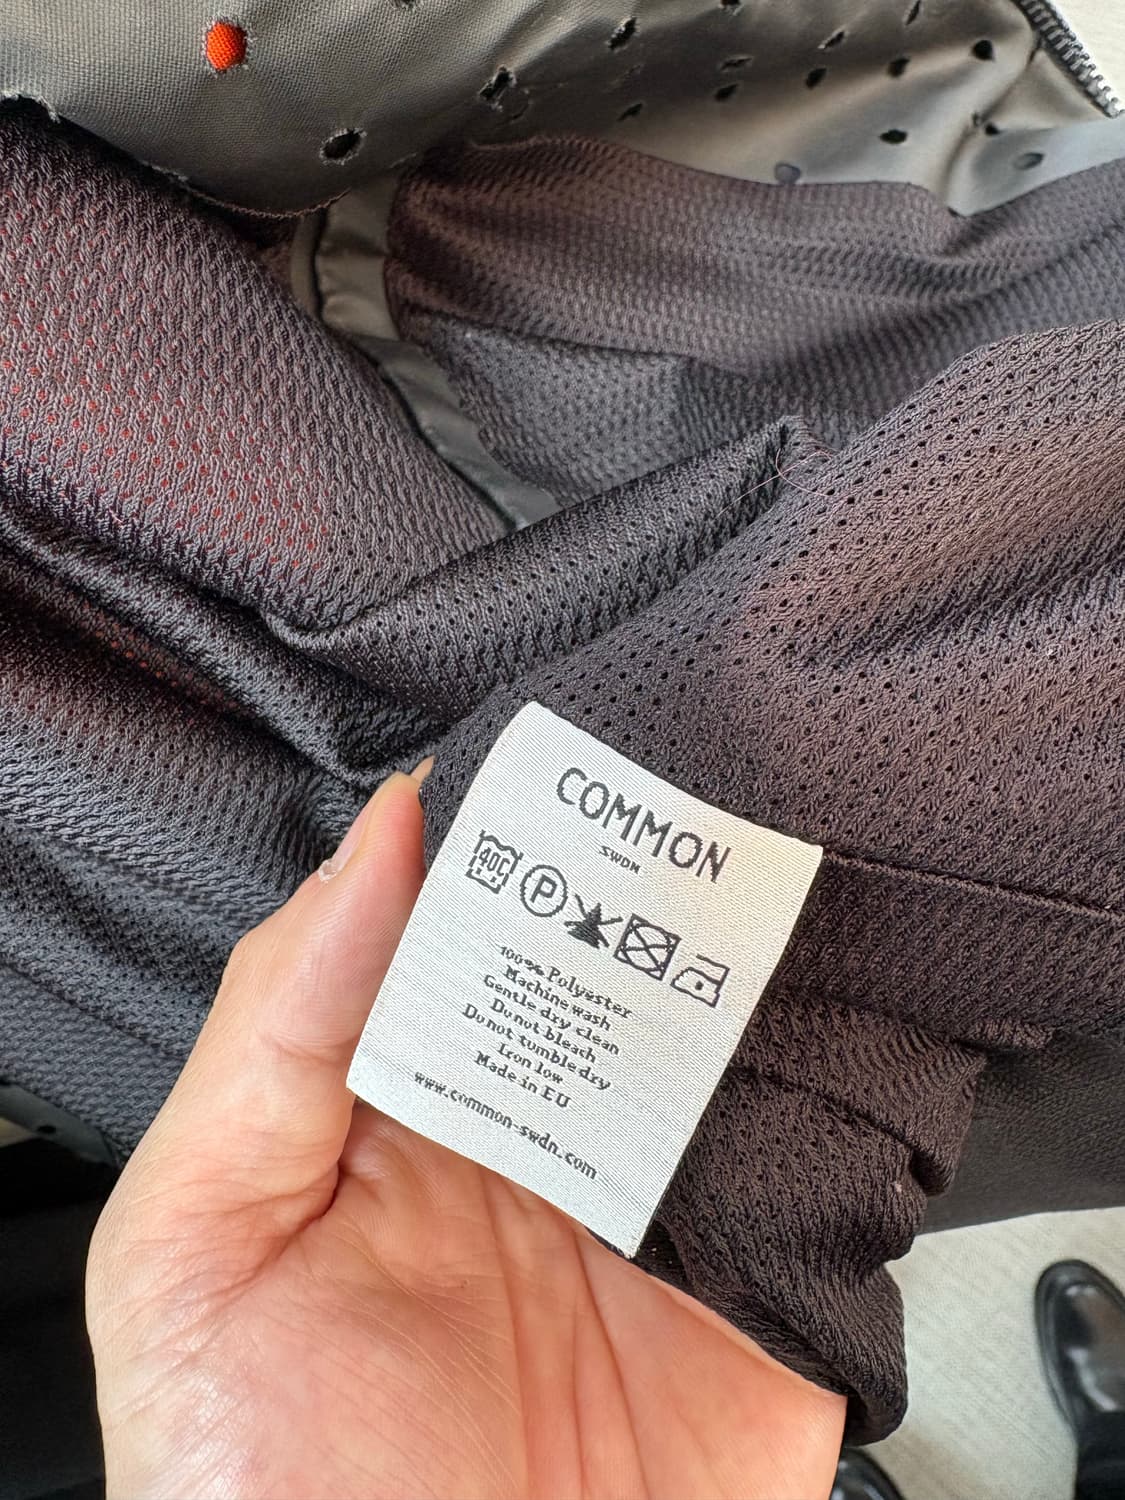 COMMON
SWDN
40C
P
100% Polyester
Machine wash
Gentle dry clean
Do not bleach
Do not tumble dry
Iron low
Made in EU
www.common-swdn.com